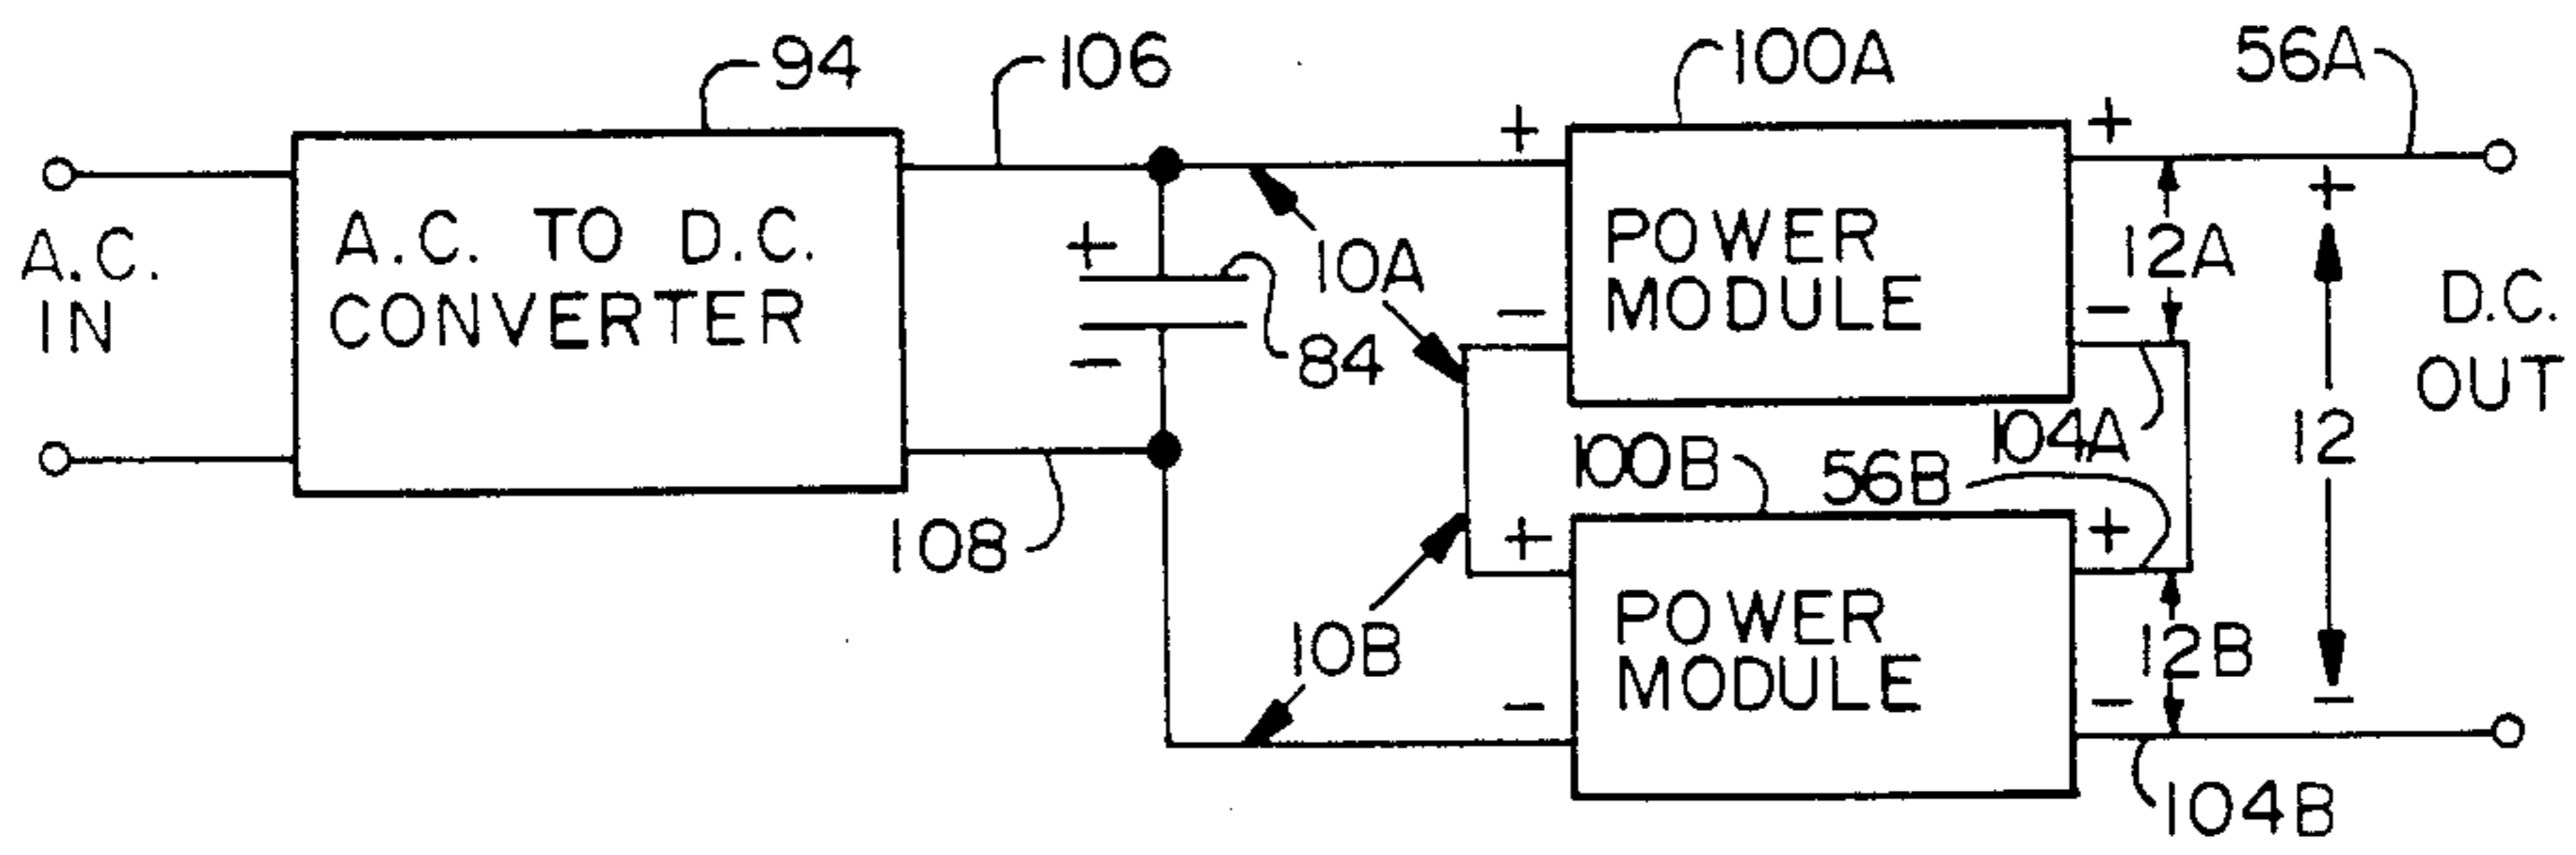 94
106
100A
56A
+
+
A.C.
IN
A.C. TO D.C.
CONVERTER
+
-
84
10A
-
POWER
MODULE
12A
-
+
12
-
D.C.
OUT
104A
100B
56B
108
+
+
10B
POWER
MODULE
12B
-
-
104B